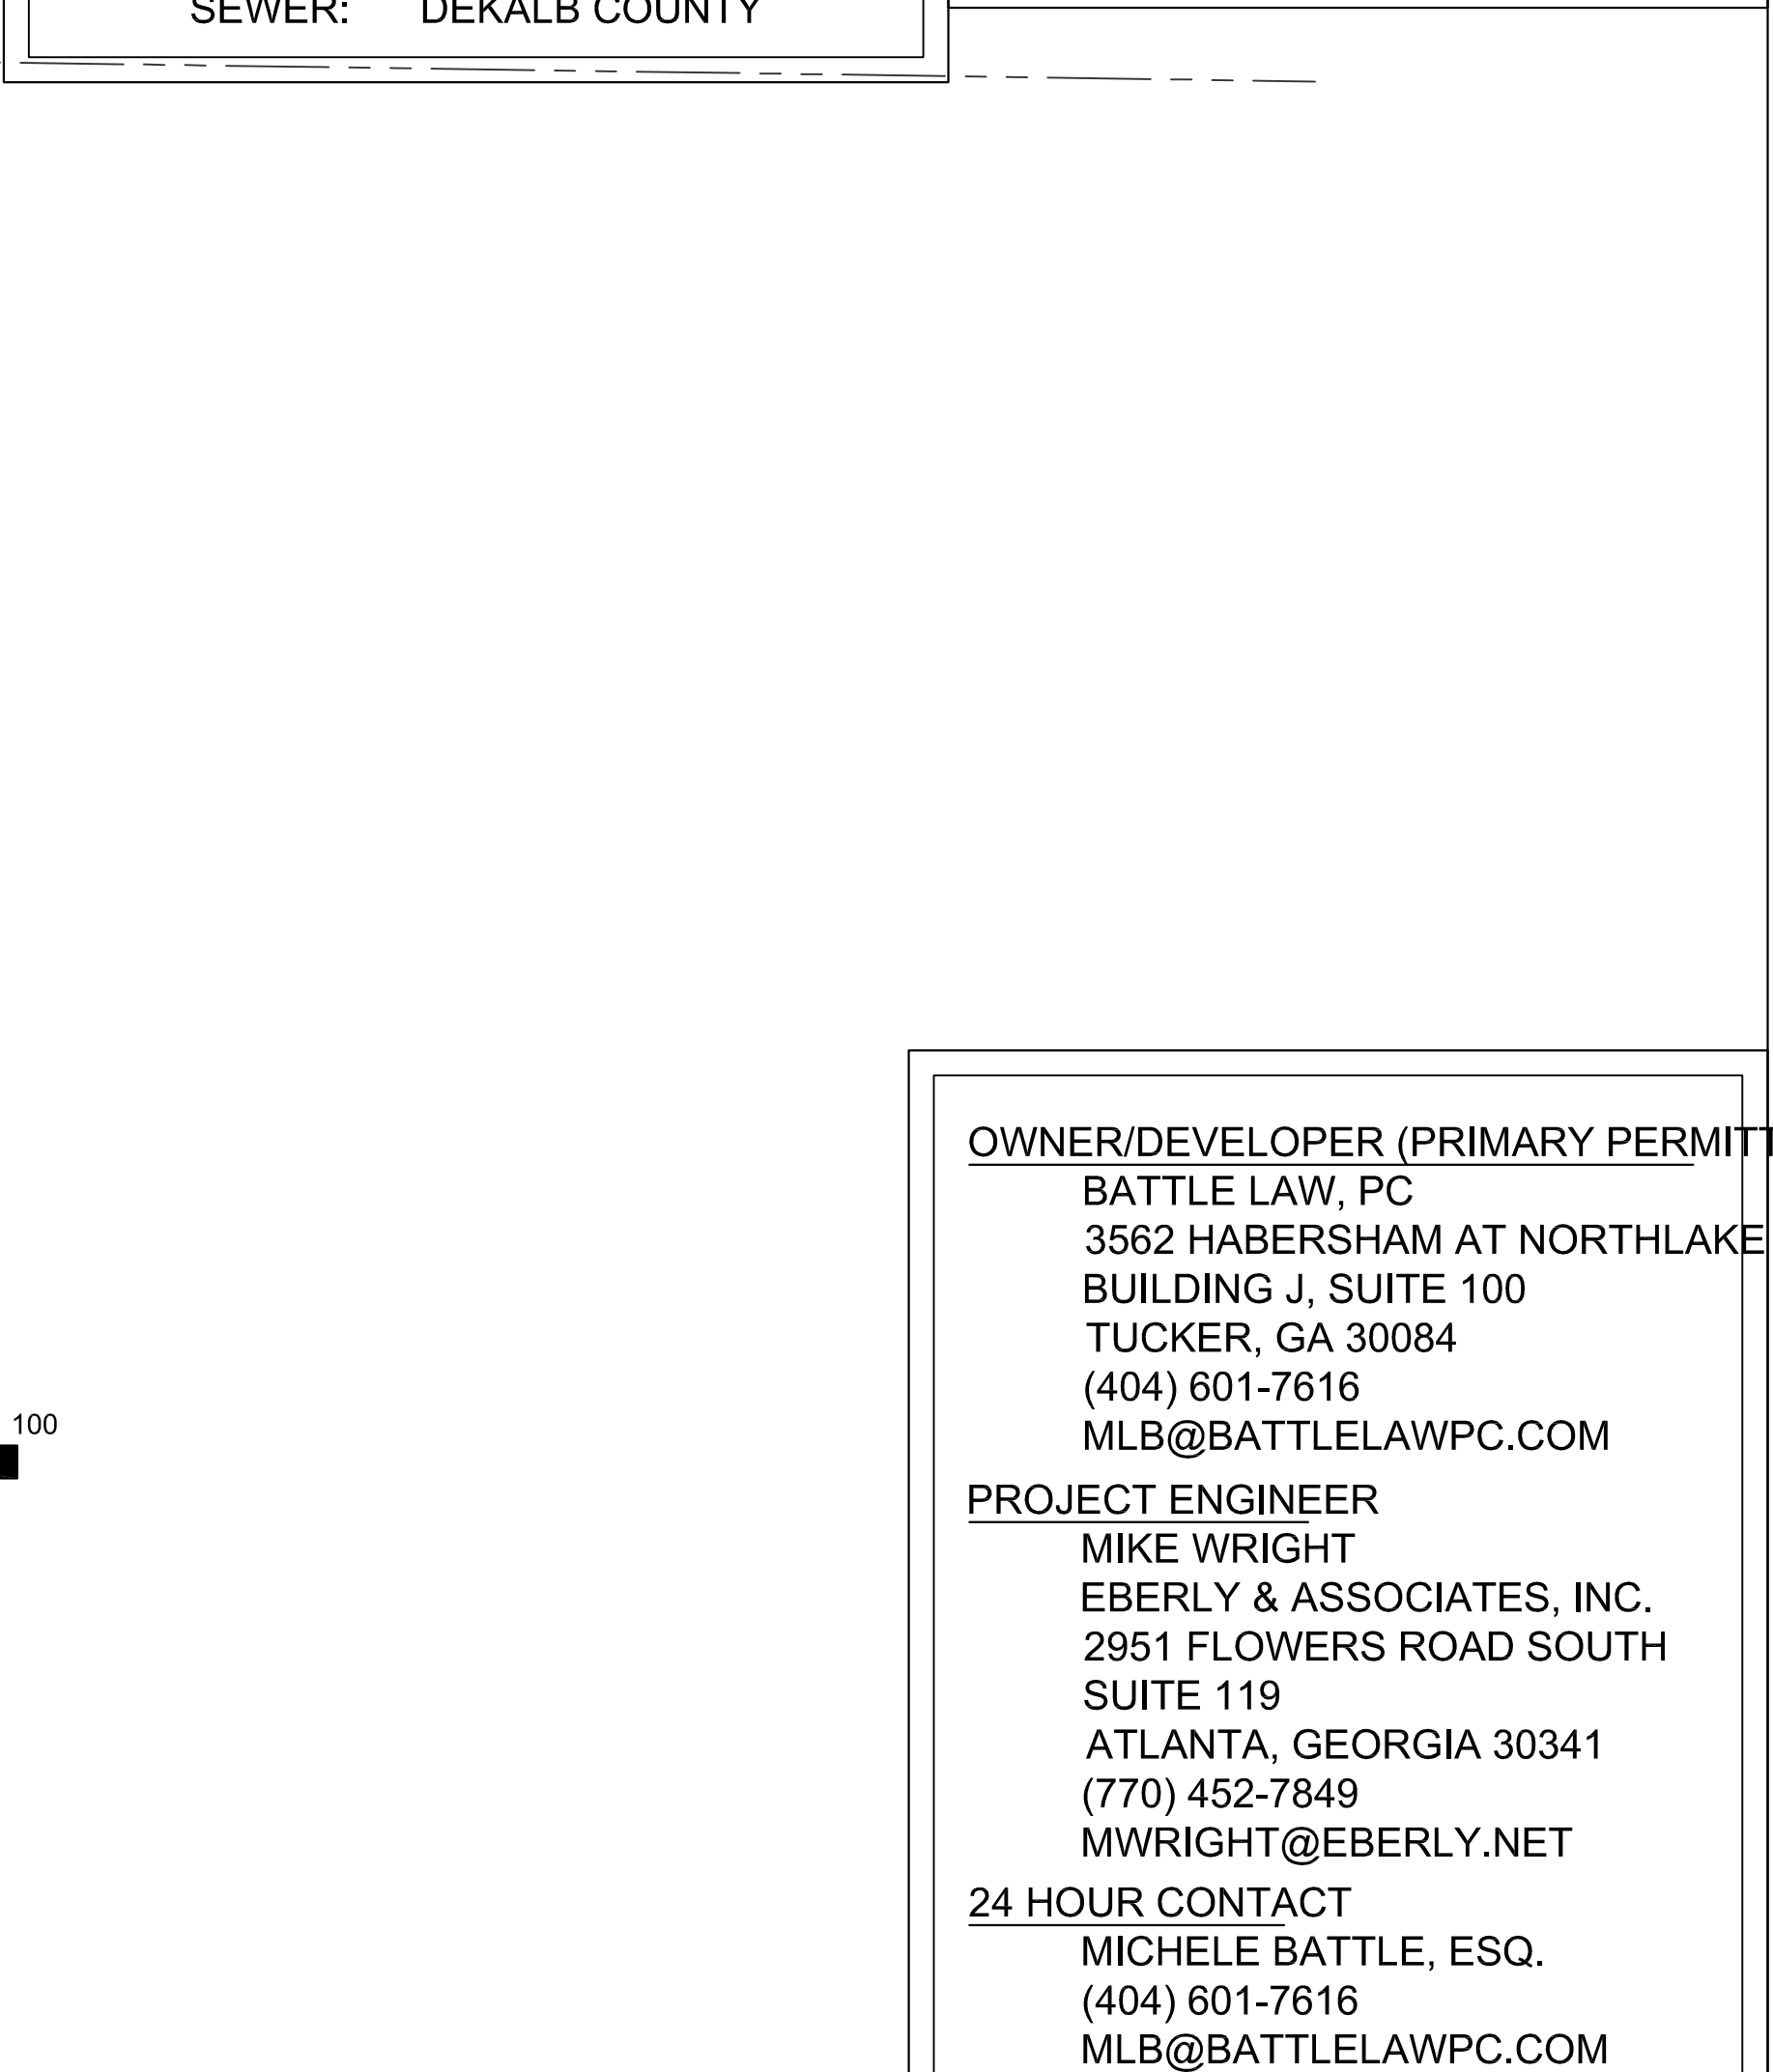 SEWER: DEKALB COUNTY
OWNER/DEVELOPER (PRIMARY PERMITT
BATTLE LAW, PC
3562 HABERSHAM AT NORTHLAKE
BUILDING J, SUITE 100
TUCKER, GA 30084
(404) 601-7616
MLB@BATTLELAWPC.COM
100
PROJECT ENGINEER
MIKE WRIGHT
EBERLY & ASSOCIATES, INC.
2951 FLOWERS ROAD SOUTH
SUITE 119
ATLANTA, GEORGIA 30341
(770) 452-7849
MWRIGHT@EBERLY.NET
24 HOUR CONTACT
MICHELE BATTLE, ESQ.
(404) 601-7616
MLB@BATTLELAWPC.COM